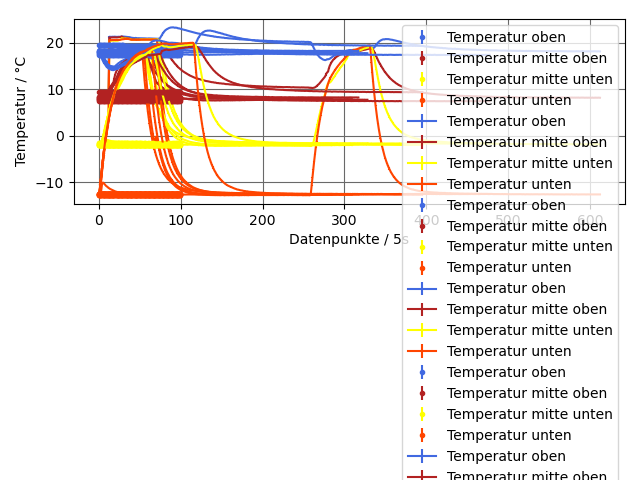 Temperatur / °C
20
10
0
−10
0
100
200
300
400
500
600
Datenpunkte / 5s
Temperatur oben
Temperatur mitte oben
Temperatur mitte unten
Temperatur unten
Temperatur oben
Temperatur mitte oben
Temperatur mitte unten
Temperatur unten
Temperatur oben
Temperatur mitte oben
Temperatur mitte unten
Temperatur unten
Temperatur oben
Temperatur mitte oben
Temperatur mitte unten
Temperatur unten
Temperatur oben
Temperatur mitte oben
Temperatur mitte unten
Temperatur unten
Temperatur oben
Temperatur mitte oben